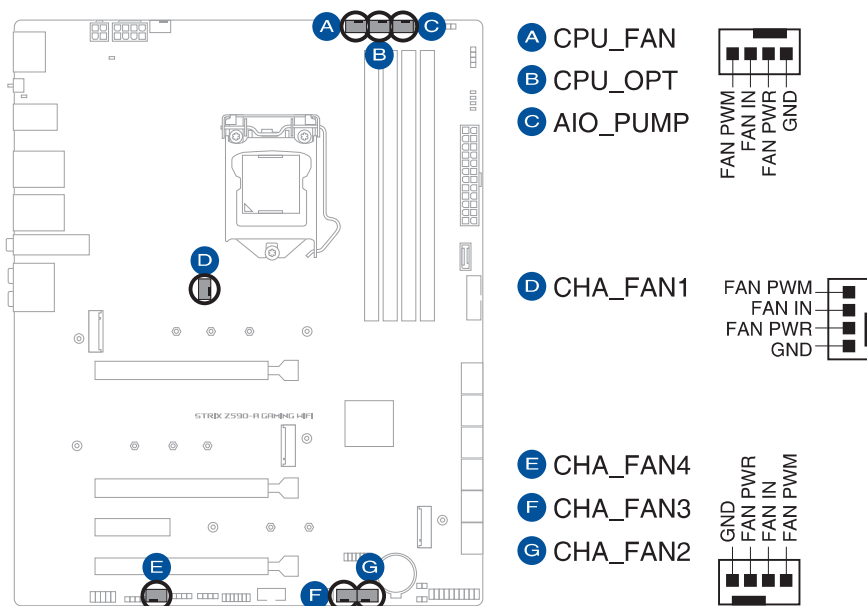 A
C
B
D
STRIX Z590-A GAMING WIFI
E
F
G
A CPU_FAN
B CPU_OPT
C AIO_PUMP
FAN PWM
FAN IN
FAN PWR
GND
D CHA_FAN1
FAN PWM
FAN IN
FAN PWR
GND
E CHA_FAN4
F CHA_FAN3
G CHA_FAN2
GND
FAN PWR
FAN IN
FAN PWM